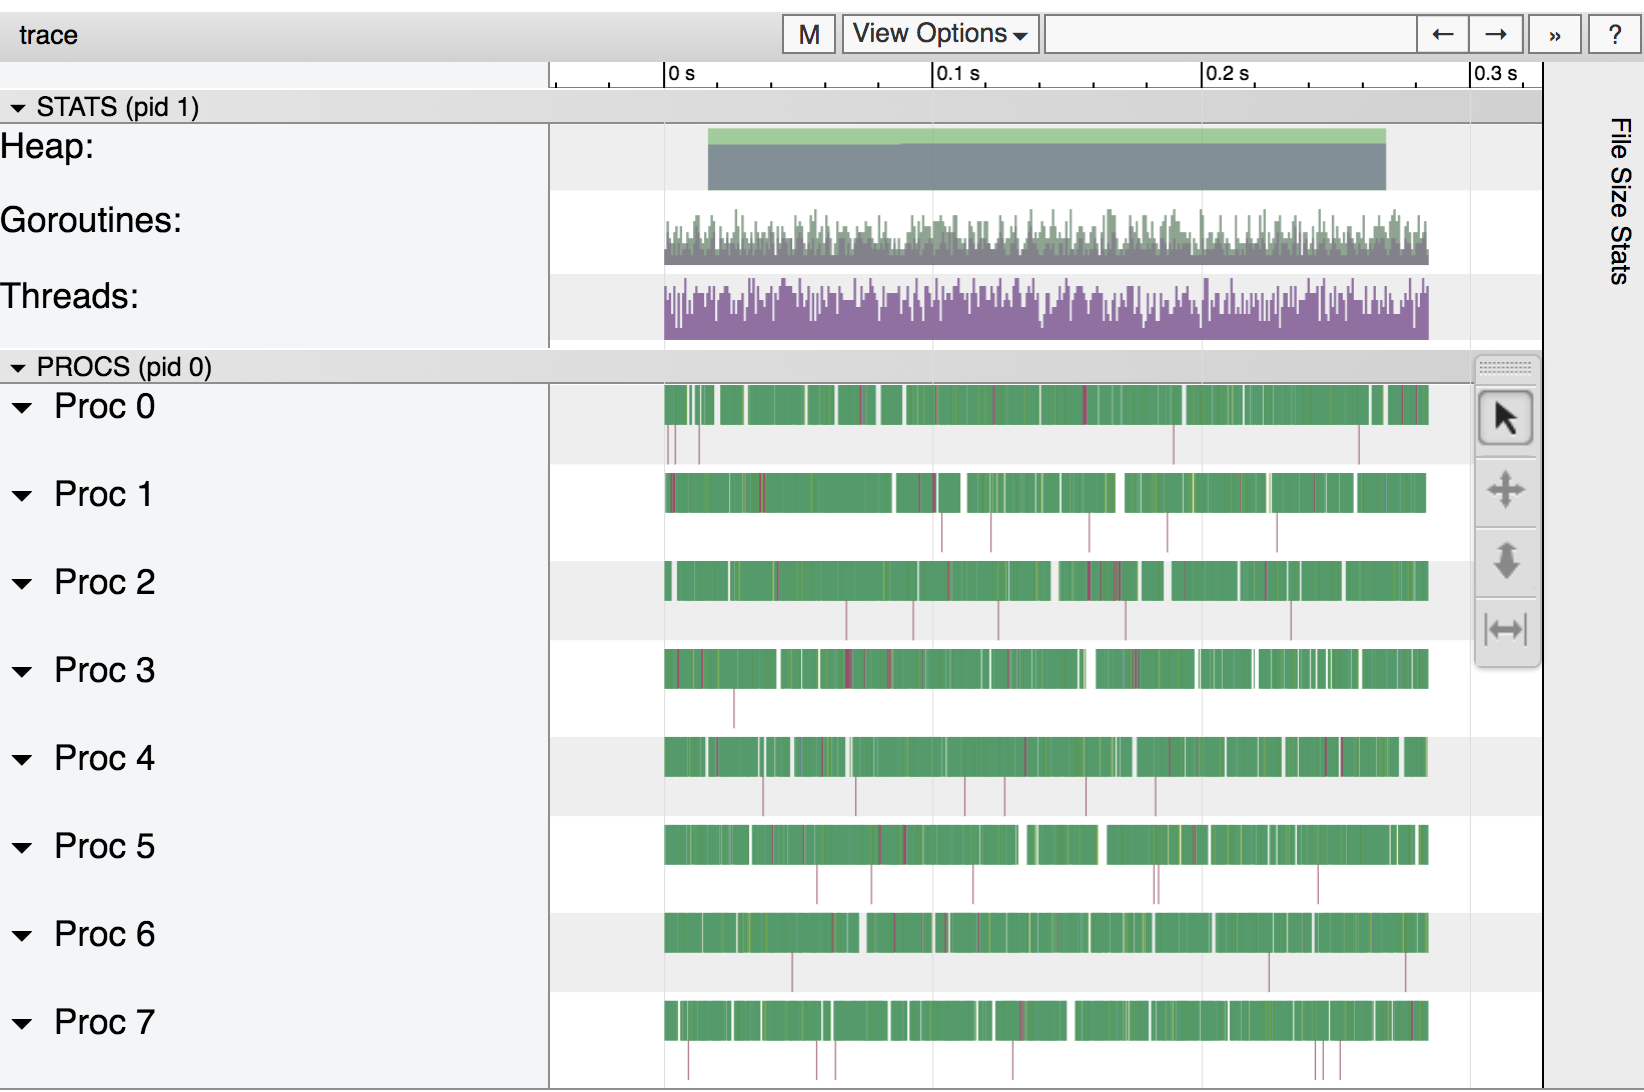 trace
M
View Options
»
?
0 s
0.1 s
0.2 s
0.3 s
STATS (pid 1)
Heap:
Goroutines:
Threads:
PROCS (pid 0)
Proc 0
Proc 1
Proc 2
Proc 3
Proc 4
Proc 5
Proc 6
Proc 7
File Size Stats